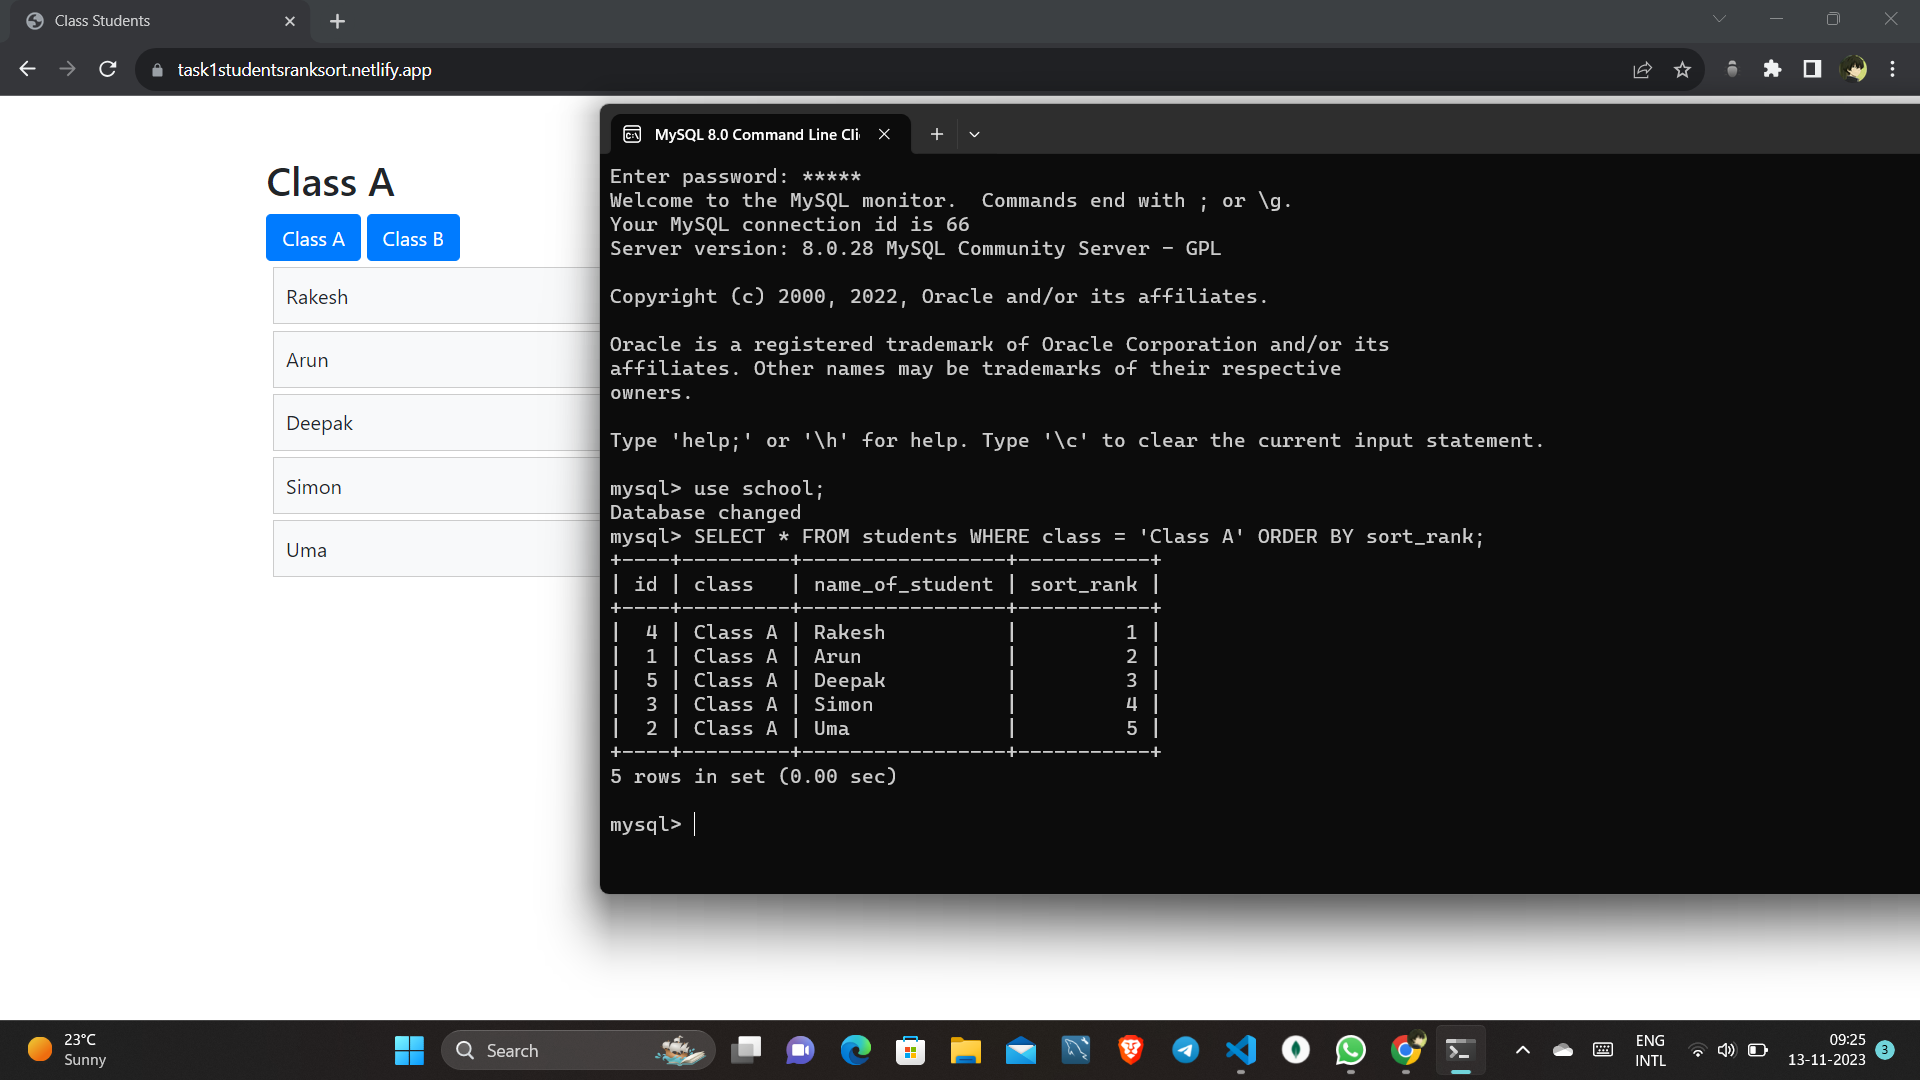 Class Students
task1studentsranksort.netlify.app
Class A
Class A Class B
Rakesh
Arun
Deepak
Simon
Uma
MySQL 8.0 Command Line Cli
Enter password: *****
Welcome to the MySQL monitor.  Commands end with ; or \g.
Your MySQL connection id is 66
Server version: 8.0.28 MySQL Community Server - GPL
Copyright (c) 2000, 2022, Oracle and/or its affiliates.
Oracle is a registered trademark of Oracle Corporation and/or its
affiliates. Other names may be trademarks of their respective
owners.
Type 'help;' or '\h' for help. Type '\c' to clear the current input statement.
mysql> use school;
Database changed
mysql> SELECT * FROM students WHERE class = 'Class A' ORDER BY sort_rank;
+----+---------+-----------------+-----------+
| id | class   | name_of_student | sort_rank |
+----+---------+-----------------+-----------+
|  4 | Class A | Rakesh          |         1 |
|  1 | Class A | Arun            |         2 |
|  5 | Class A | Deepak          |         3 |
|  3 | Class A | Simon           |         4 |
|  2 | Class A | Uma             |         5 |
+----+---------+-----------------+-----------+
5 rows in set (0.00 sec)
mysql>
23°C
Sunny
Search
ENG
INTL
09:25
13-11-2023
3